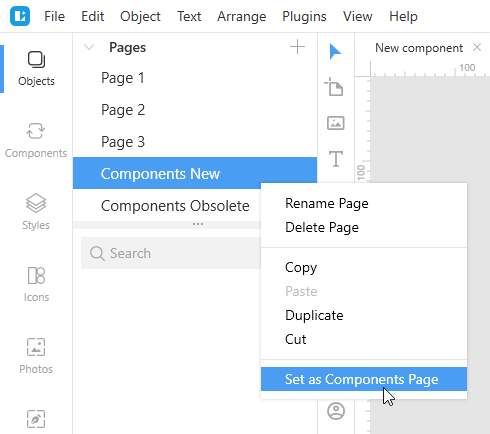 File Edit Object Text Arrange Plugins View Help
Objects
Components
Styles
Icons
Photos
Pages
Page 1
Page 2
Page 3
Components New
Components Obsolete
Search
New component
100
100
Rename Page
Delete Page
Copy
Paste
Duplicate
Cut
Set as Components Page